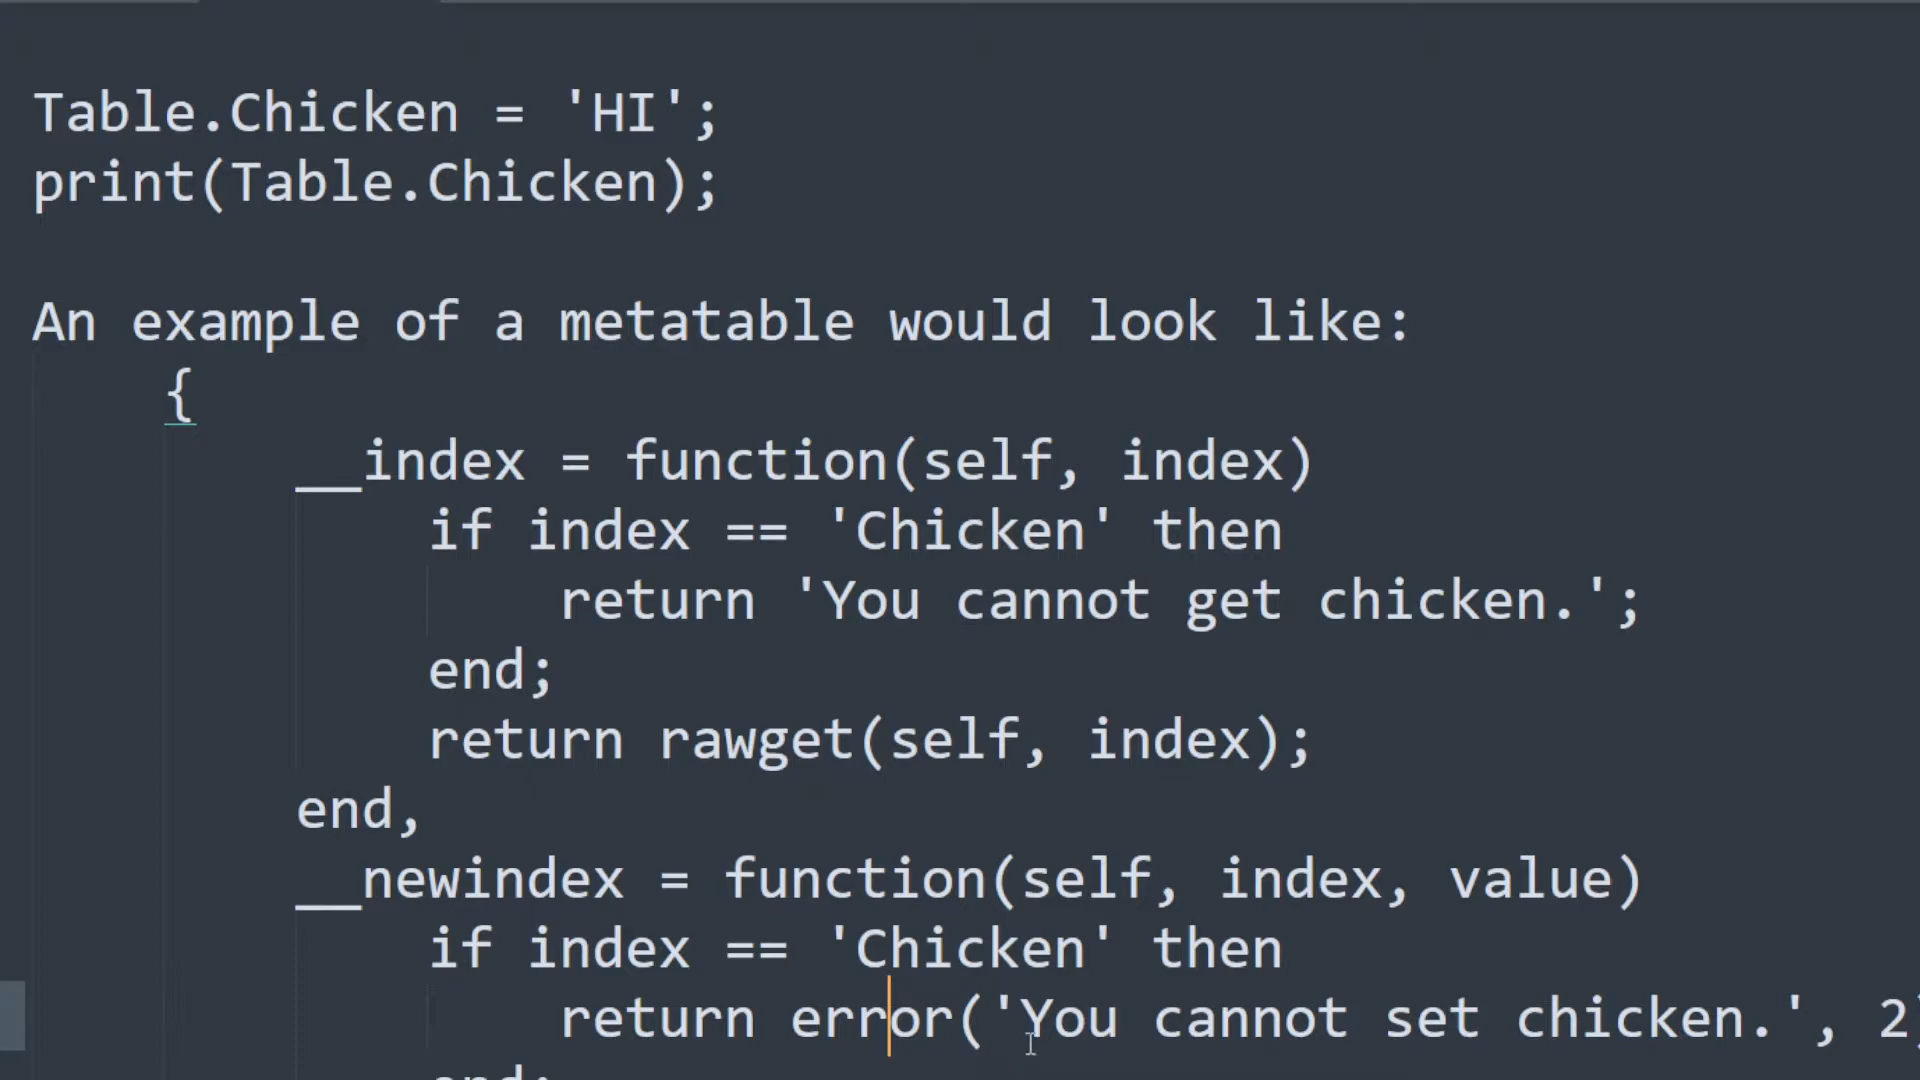 Table.Chicken = 'HI';
print(Table.Chicken);
An example of a metatable would look like:
{
__index = function(self, index)
if index == 'Chicken' then
return 'You cannot get chicken.';
end;
return rawget(self, index);
end,
__newindex = function(self, index, value)
if index == 'Chicken' then
return error('You cannot set chicken.', 2)
end;